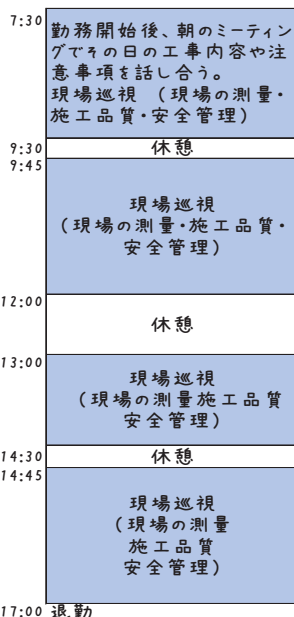 7:30
勤務開始後、朝のミーティン
グでその日の工事内容や注
意事項を話し合う。
現場巡視 (現場の測量・
施工品質・安全管理)
9:30
休憩
9:45
現場巡視
(現場の測量・施工品質・
安全管理)
12:00
休憩
13:00
現場巡視
(現場の測量施工品質
安全管理)
14:30
休憩
14:45
現場巡視
(現場の測量
施工品質
安全管理)
17:00 退勤